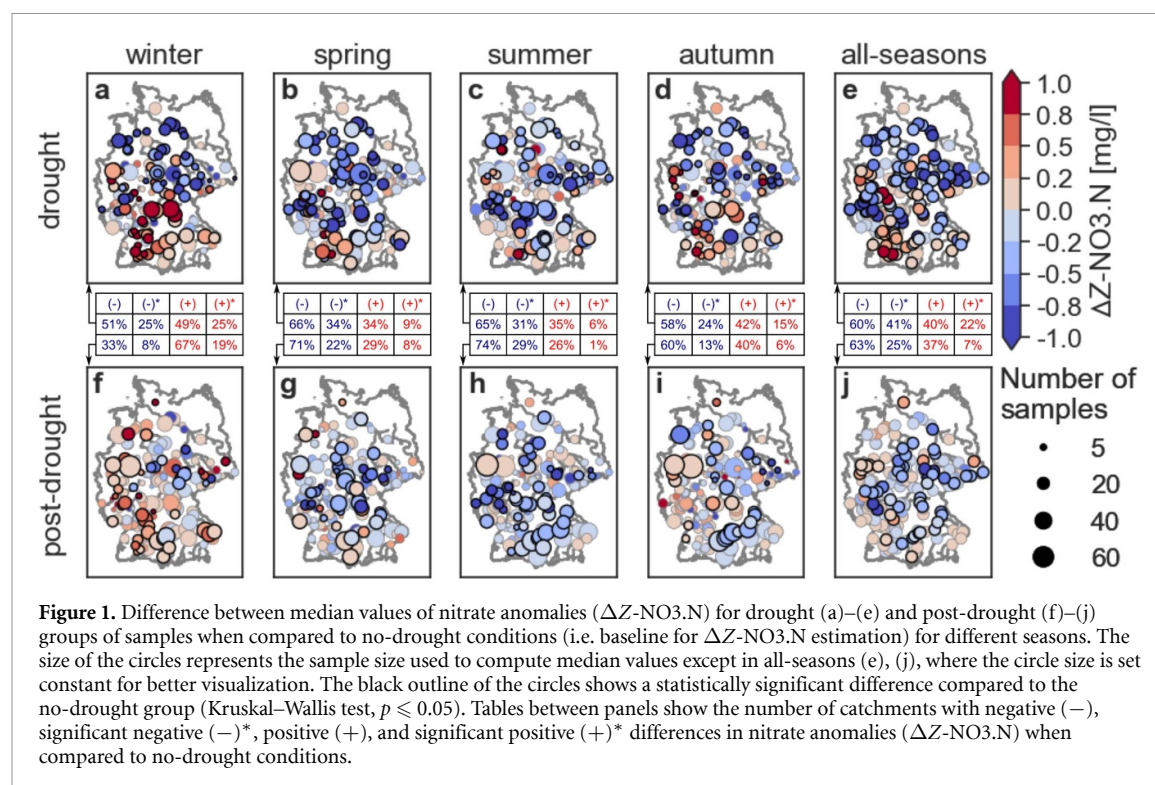 winter spring summer autumn all-seasons
drought
a b c d e
1.0
0.8
0.5
0.2
0.0
-0.2
-0.5
-0.8
-1.0
ΔZ-NO3.N [mg/l]
(-) (-)* (+) (+)*
51% 25% 49% 25%
33% 8% 67% 19%
(-) (-)* (+) (+)*
66% 34% 34% 9%
71% 22% 29% 8%
(-) (-)* (+) (+)*
65% 31% 35% 6%
74% 29% 26% 1%
(-) (-)* (+) (+)*
58% 24% 42% 15%
60% 13% 40% 6%
(-) (-)* (+) (+)*
60% 41% 40% 22%
63% 25% 37% 7%
post-drought
f g h i j
Number of
samples
5
20
40
60
Figure 1. Difference between median values of nitrate anomalies (ΔZ-NO3.N) for drought (a)–(e) and post-drought (f)–(j)
groups of samples when compared to no-drought conditions (i.e. baseline for ΔZ-NO3.N estimation) for different seasons. The
size of the circles represents the sample size used to compute median values except in all-seasons (e), (j), where the circle size is set
constant for better visualization. The black outline of the circles shows a statistically significant difference compared to the
no-drought group (Kruskal–Wallis test, p ⩽ 0.05). Tables between panels show the number of catchments with negative (−),
significant negative (−)*, positive (+), and significant positive (+)* differences in nitrate anomalies (ΔZ-NO3.N) when
compared to no-drought conditions.